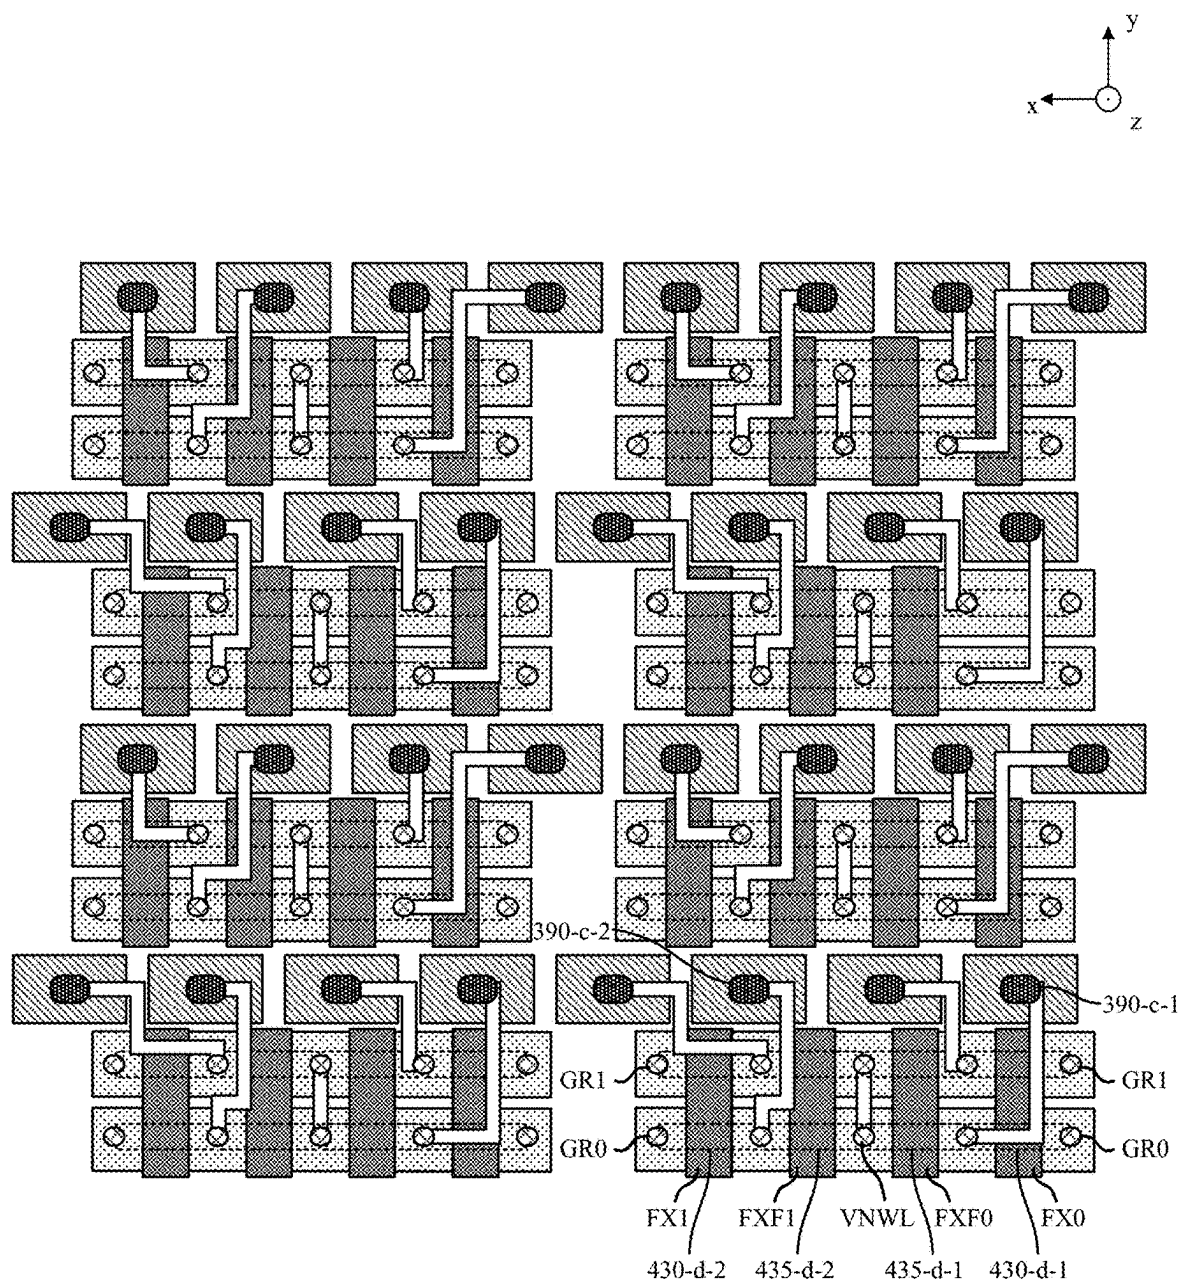 y
x
z
390-c-2
390-c-1
GR1 GR1
GR0 GR0
FX1 FXF1 VNWL FXF0 FX0
430-d-2 435-d-2 435-d-1 430-d-1